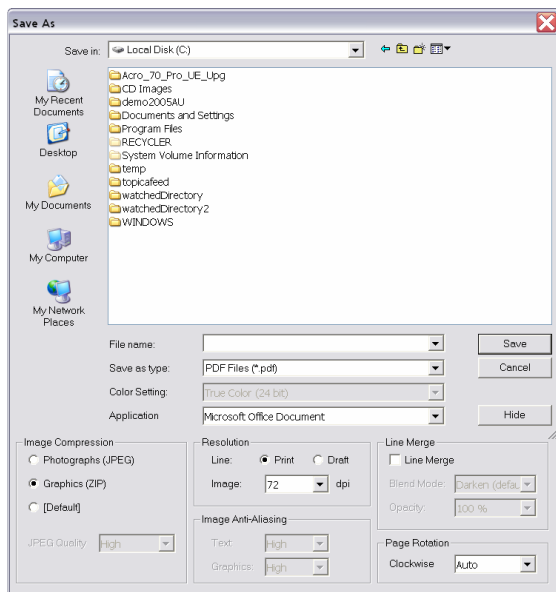 Save As
Save in:
Local Disk (C:)
My Recent
Documents
Desktop
My Documents
My Computer
My Network
Places
Acro_70_Pro_UE_Upg
CD Images
demo2005AU
Documents and Settings
Program Files
RECYCLER
System Volume Information
temp
topicafeed
watchedDirectory
watchedDirectory2
WINDOWS
File name:
Save
Save as type:
PDF Files (*.pdf)
Cancel
Color Setting:
True Color (24 bit)
Application
Microsoft Office Document
Hide
Image Compression
Photographs (JPEG)
Graphics (ZIP)
[Default]
JPEG Quality
High
Resolution
Line:
Print
Draft
Image:
72
dpi
Image Anti-Aliasing
Text:
High
Graphics:
High
Line Merge
Line Merge
Blend Mode:
Darken (defau
Opacity:
100 %
Page Rotation
Clockwise
Auto